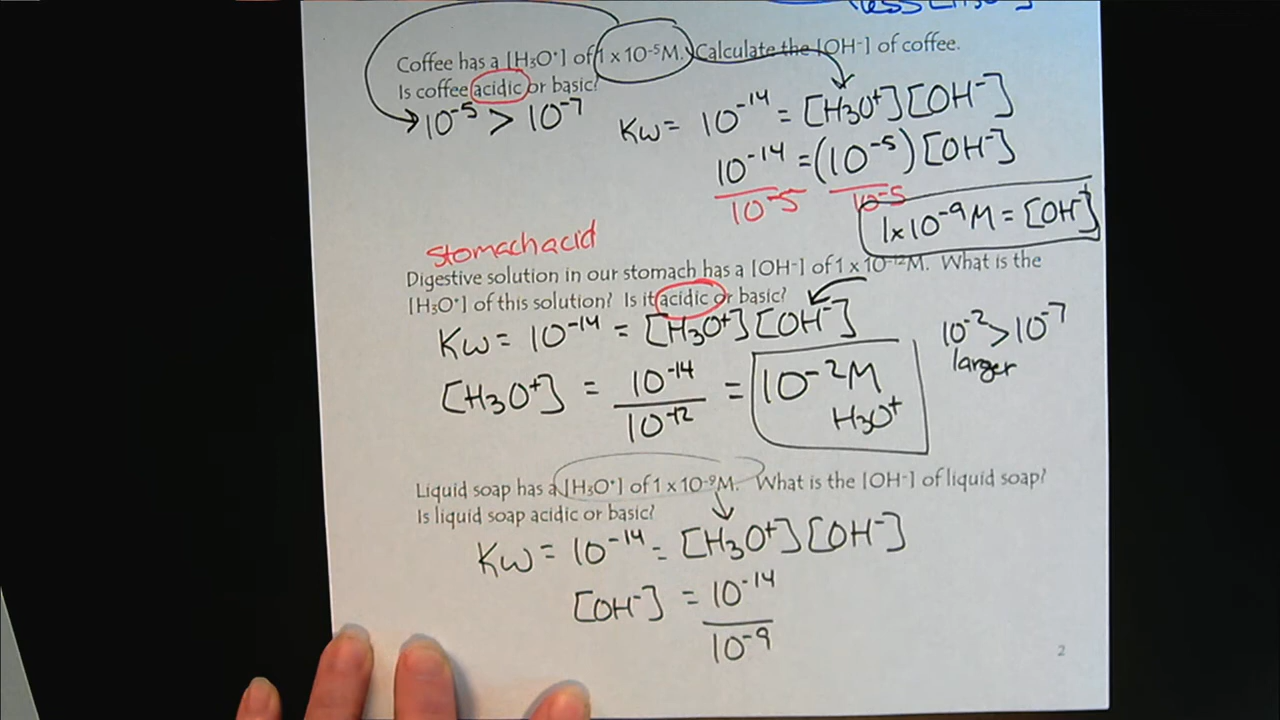 less [H3O+]
Coffee has a [H₃O⁺] of 1 x 10⁻⁵M. Calculate the [OH-] of coffee.
Is coffee acidic or basic?
10⁻⁵ > 10⁻⁷
Kw = 10⁻¹⁴ = [H3O⁺][OH⁻]
10⁻¹⁴ = (10⁻⁵)[OH⁻]
10⁻⁵ 10⁻⁵
1x10⁻⁹M = [OH⁻]
Stomach acid
Digestive solution in our stomach has a [OH-] of 1 x 10⁻¹²M. What is the
[H₃O⁺] of this solution? Is it acidic or basic?
Kw = 10⁻¹⁴ = [H3O⁺][OH⁻]
10⁻² > 10⁻⁷
larger
[H3O⁺] = 10⁻¹⁴ = 10⁻²M
10⁻¹² H3O⁺
Liquid soap has a [H₃O⁺] of 1 x 10⁻⁹M. What is the [OH-] of liquid soap?
Is liquid soap acidic or basic?
Kw = 10⁻¹⁴ = [H3O⁺][OH⁻]
[OH⁻] = 10⁻¹⁴
10⁻⁹
2